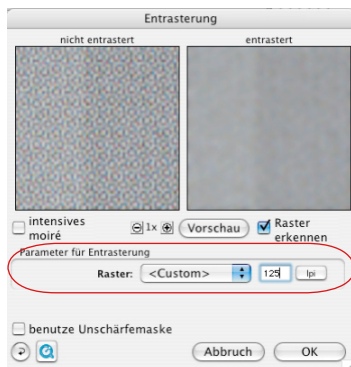 Entrasterung
nicht entrastert entrastert
intensives moiré 1x Vorschau Raster erkennen
Parameter für Entrasterung
Raster: <Custom> 125 lpi
benutze Unschärfemaske
Abbruch OK